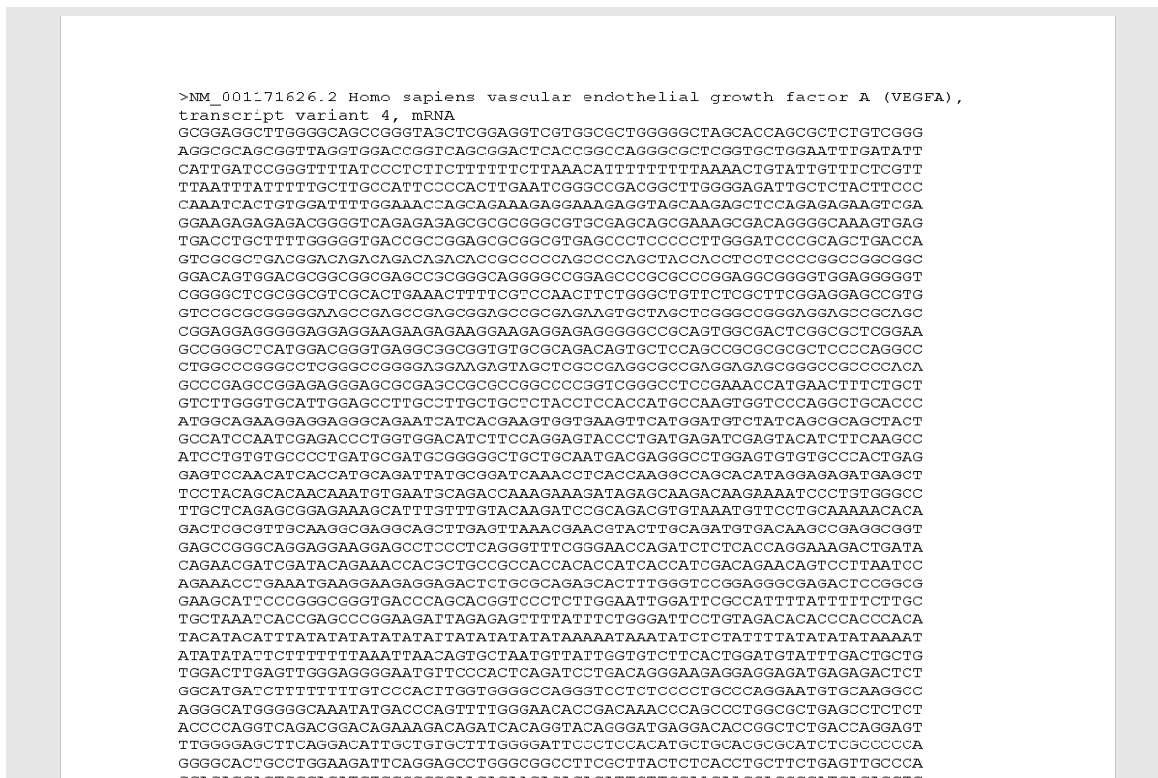 >NM_001171626.2 Homo sapiens vascular endothelial growth factor A (VEGFA),
transcript variant 4, mRNA
GCGGAGGCTTGGGGCAGCCGGGTAGCTCGGAGGTCGTGGCGCTGGGGGCTAGCACCAGCGCTCTGTCGGG
AGGCGCAGCGGTTAGGTGGACCGGTCAGCGGACTCACCGGCCAGGGCGCTCGGTGCTGGAATTTGATATT
CATTGATCCGGGTTTTATCCCTCTTCTTTTTTCTTAAACATTTTTTTTTAAAACTGTATTGTTTCTCGTT
TTAATTTATTTTTGCTTGCCATTCCCCACTTGAATCGGGCCGACGGCTTGGGGAGATTGCTCTACTTCCC
CAAATCACTGTGGATTTTGGAAACCAGCAGAAAGAGGAAAGAGGTAGCAAGAGCTCCAGAGAGAAGTCGA
GGAAGAGAGAGACGGGGTCAGAGAGAGCGCGCGGGCGTGCGAGCAGCGAAAGCGACAGGGGCAAAGTGAG
TGACCTGCTTTTGGGGGTGACCGCCGGAGCGCGGCGTGAGCCCTCCCCCTTGGGATCCCGCAGCTGACCA
GTCGCGCTGACGGACAGACAGACAGACACCGCCCCCAGCCCCAGCTACCACCTCCTCCCCGGCCGGCGGC
GGACAGTGGACGCGGCGGCGAGCCGCGGGCAGGGGCCGGAGCCCGCGCCCGGAGGCGGGGTGGAGGGGGT
CGGGGCTCGCGGCGTCGCACTGAAACTTTTCGTCCAACTTCTGGGCTGTTCTCGCTTCGGAGGAGCCGTG
GTCCGCGCGGGGGAAGCCGAGCCGAGCGGAGCCGCGAGAAGTGCTAGCTCGGGCCGGGAGGAGCCGCAGC
CGGAGGAGGGGGAGGAGGAAGAAGAGAAGGAAGAGGAGAGGGGGCCGCAGTGGCGACTCGGCGCTCGGAA
GCCGGGCTCATGGACGGGTGAGGCGGCGGTGTGCGCAGACAGTGCTCCAGCCGCGCGCGCTCCCCAGGCC
CTGGCCCGGGCCTCGGGCCGGGGAGGAAGAGTAGCTCGCCGAGGCGCCGAGGAGAGCGGGCCGCCCCACA
GCCCGAGCCGGAGAGGGAGCGCGAGCCGCGCCGGCCCCGGTCGGGCCTCCGAAACCATGAACTTTCTGCT
GTCTTGGGTGCATTGGAGCCTTGCCTTGCTGCTCTACCTCCACCATGCCAAGTGGTCCCAGGCTGCACCC
ATGGCAGAAGGAGGAGGGCAGAATCATCACGAAGTGGTGAAGTTCATGGATGTCTATCAGCGCAGCTACT
GCCATCCAATCGAGACCCTGGTGGACATCTTCCAGGAGTACCCTGATGAGATCGAGTACATCTTCAAGCC
ATCCTGTGTGCCCCTGATGCGATGCGGGGGCTGCTGCAATGACGAGGGCCTGGAGTGTGTGCCCACTGAG
GAGTCCAACATCACCATGCAGATTATGCGGATCAAACCTCACCAAGGCCAGCACATAGGAGAGATGAGCT
TCCTACAGCACAACAAATGTGAATGCAGACCAAAGAAAGATAGAGCAAGACAAGAAAATCCCTGTGGGCC
TTGCTCAGAGCGGAGAAAGCATTTGTTTGTACAAGATCCGCAGACGTGTAAATGTTCCTGCAAAAACACA
GACTCGCGTTGCAAGGCGAGGCAGCTTGAGTTAAACGAACGTACTTGCAGATGTGACAAGCCGAGGCGGT
GAGCCGGGCAGGAGGAAGGAGCCTCCCTCAGGGTTTCGGGAACCAGATCTCTCACCAGGAAAGACTGATA
CAGAACGATCGATACAGAAACCACGCTGCCGCCACCACACCATCACCATCGACAGAACAGTCCTTAATCC
AGAAACCTGAAATGAAGGAAGAGGAGACTCTGCGCAGAGCACTTTGGGTCCGGAGGGCGAGACTCCGGCG
GAAGCATTCCCGGGCGGGTGACCCAGCACGGTCCCTCTTGGAATTGGATTCGCCATTTTATTTTTCTTGC
TGCTAAATCACCGAGCCCGGAAGATTAGAGAGTTTTATTTCTGGGATTCCTGTAGACACACCCACCCACA
TACATACATTTATATATATATATATTATATATATATAAAAATAAATATCTCTATTTTATATATATAAAAT
ATATATATTCTTTTTTTAAATTAACAGTGCTAATGTTATTGGTGTCTTCACTGGATGTATTTGACTGCTG
TGGACTTGAGTTGGGAGGGGAATGTTCCCACTCAGATCCTGACAGGGAAGAGGAGGAGATGAGAGACTCT
GGCATGATCTTTTTTTTGTCCCACTTGGTGGGGCCAGGGTCCTCTCCCCTGCCCAGGAATGTGCAAGGCC
AGGGCATGGGGGCAAATATGACCCAGTTTTGGGAACACCGACAAACCCAGCCCTGGCGCTGAGCCTCTCT
ACCCCAGGTCAGACGGACAGAAAGACAGATCACAGGTACAGGGATGAGGACACCGGCTCTGACCAGGAGT
TTGGGGAGCTTCAGGACATTGCTGTGCTTTGGGGATTCCCTCCACATGCTGCACGCGCATCTCGCCCCCA
GGGGCACTGCCTGGAAGATTCAGGAGCCTGGGCGGCCTTCGCTTACTCTCACCTGCTTCTGAGTTGCCCA